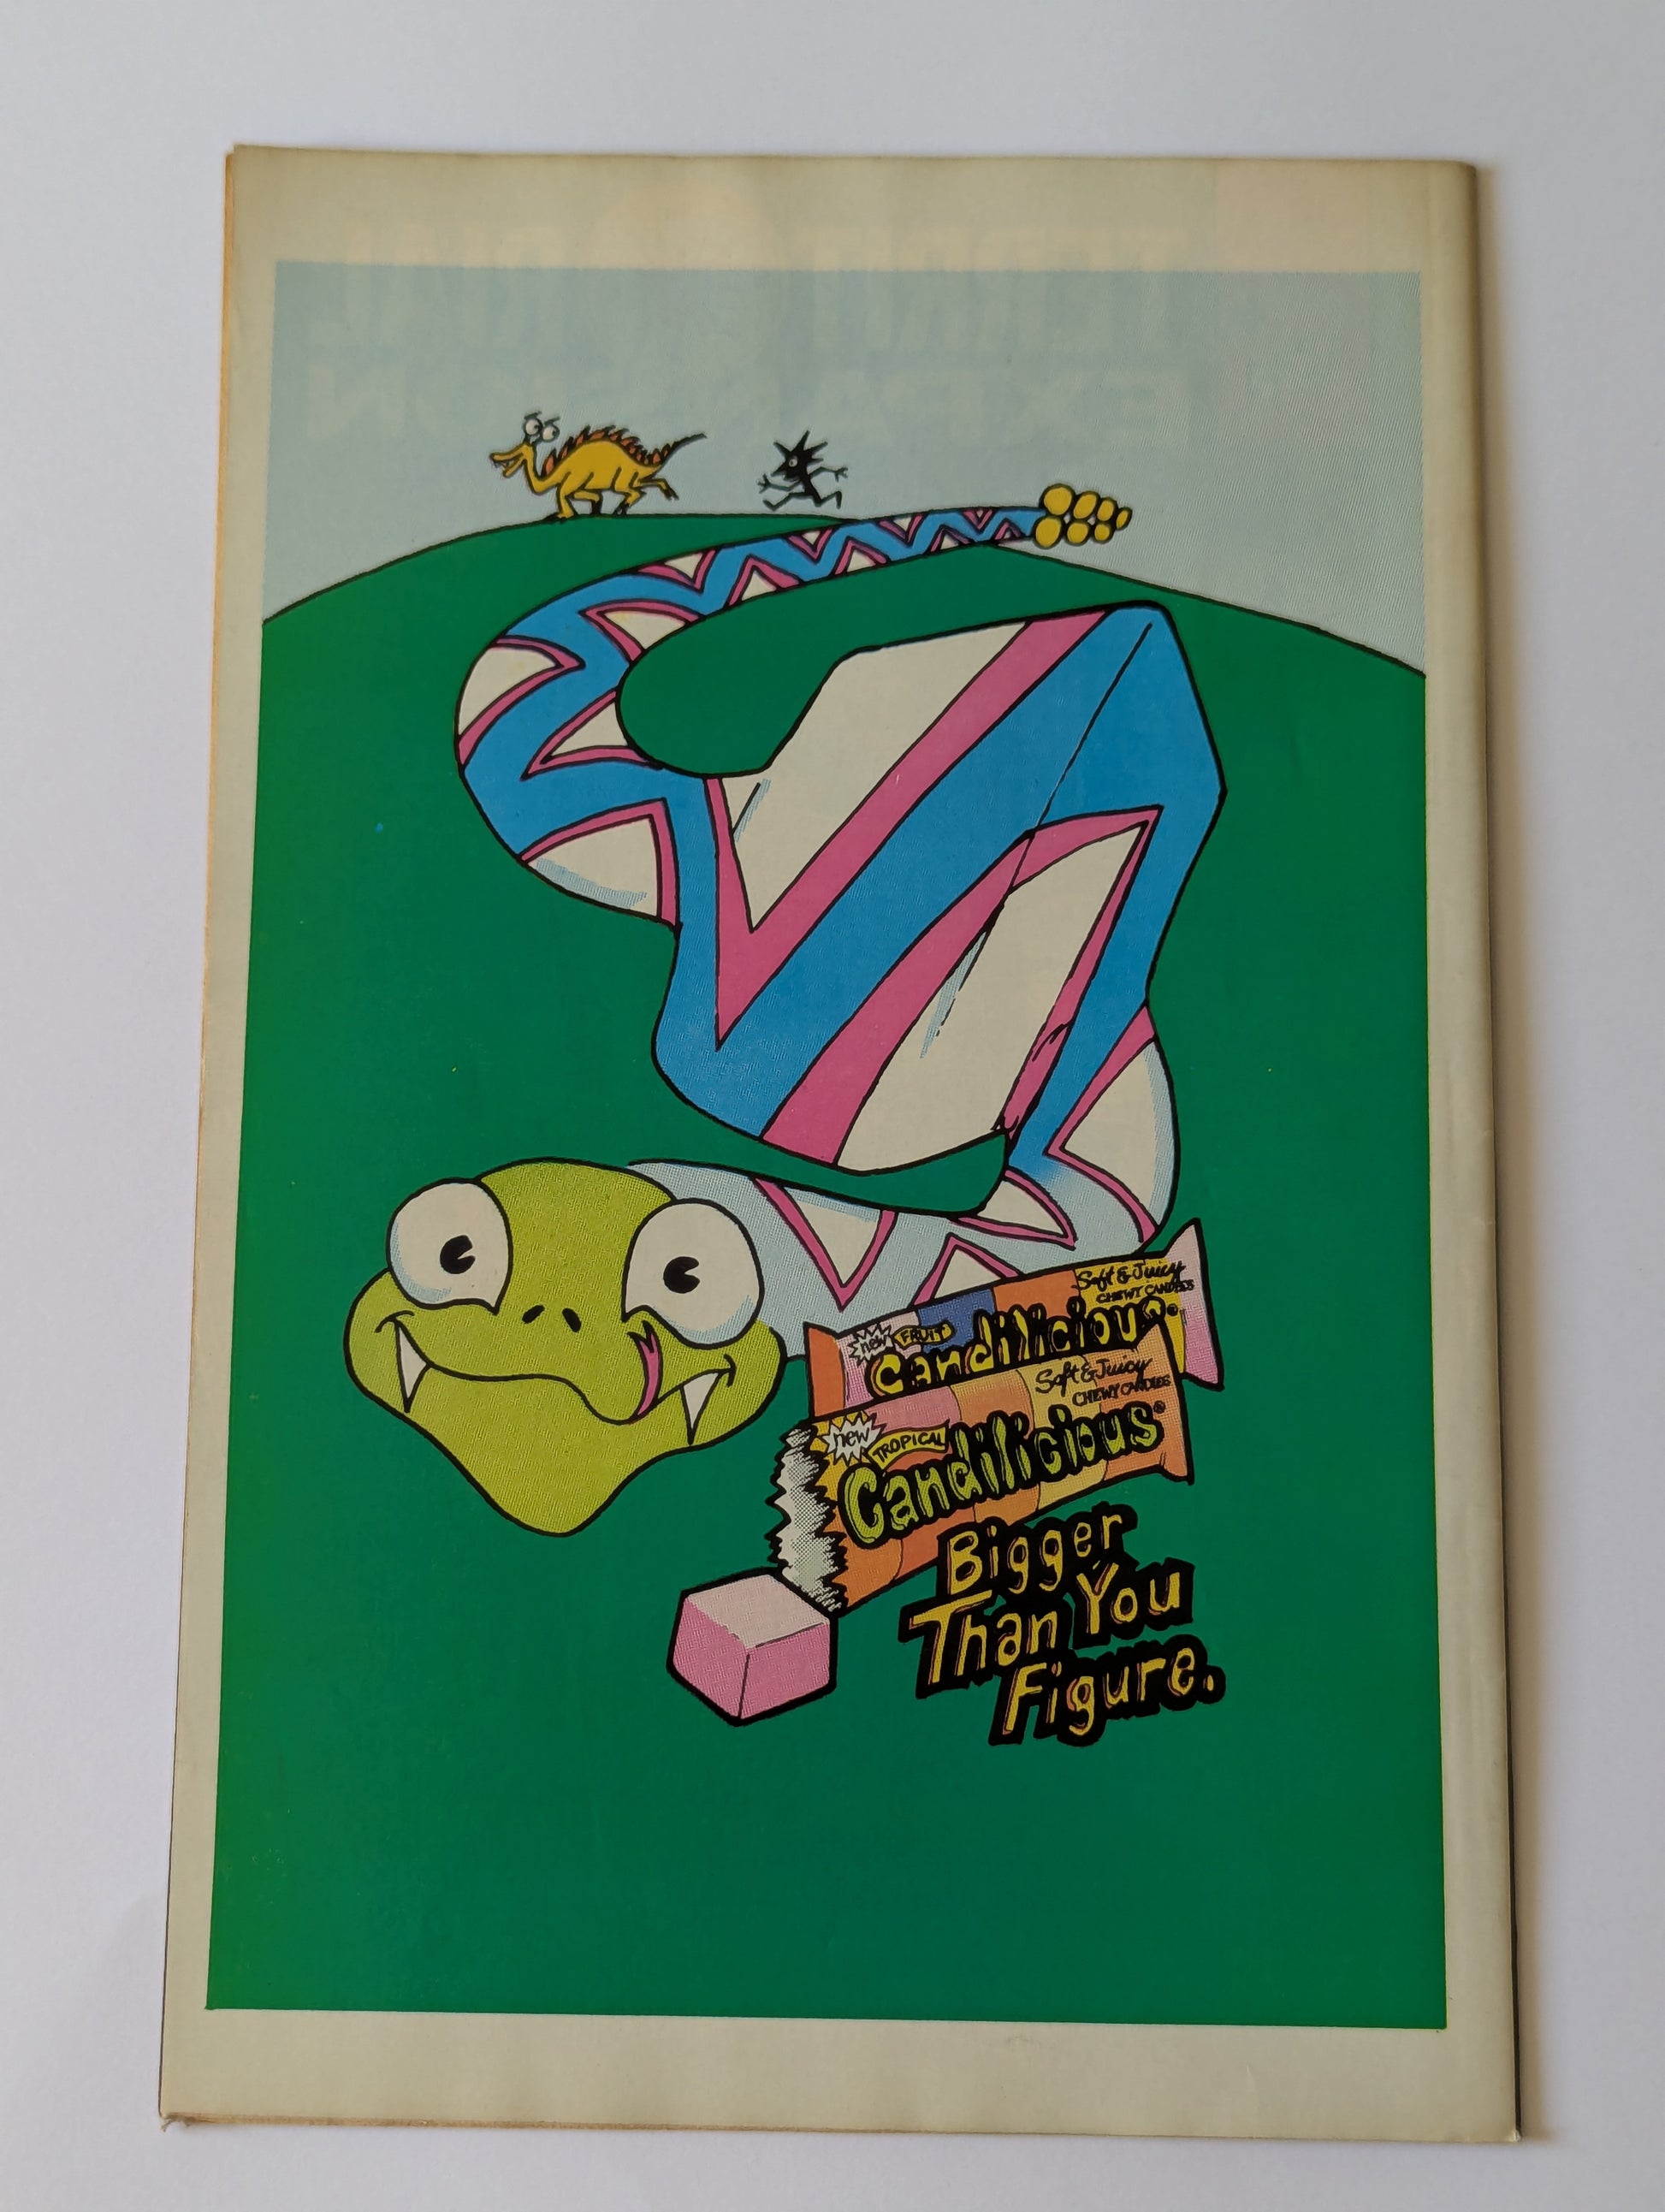 Soft & Juicy
CHEWY CANDIES
new FRUIT
Candilicious®
Soft & Juicy
CHEWY CANDIES
new TROPICAL
Candilicious®
Bigger
Than You
Figure.